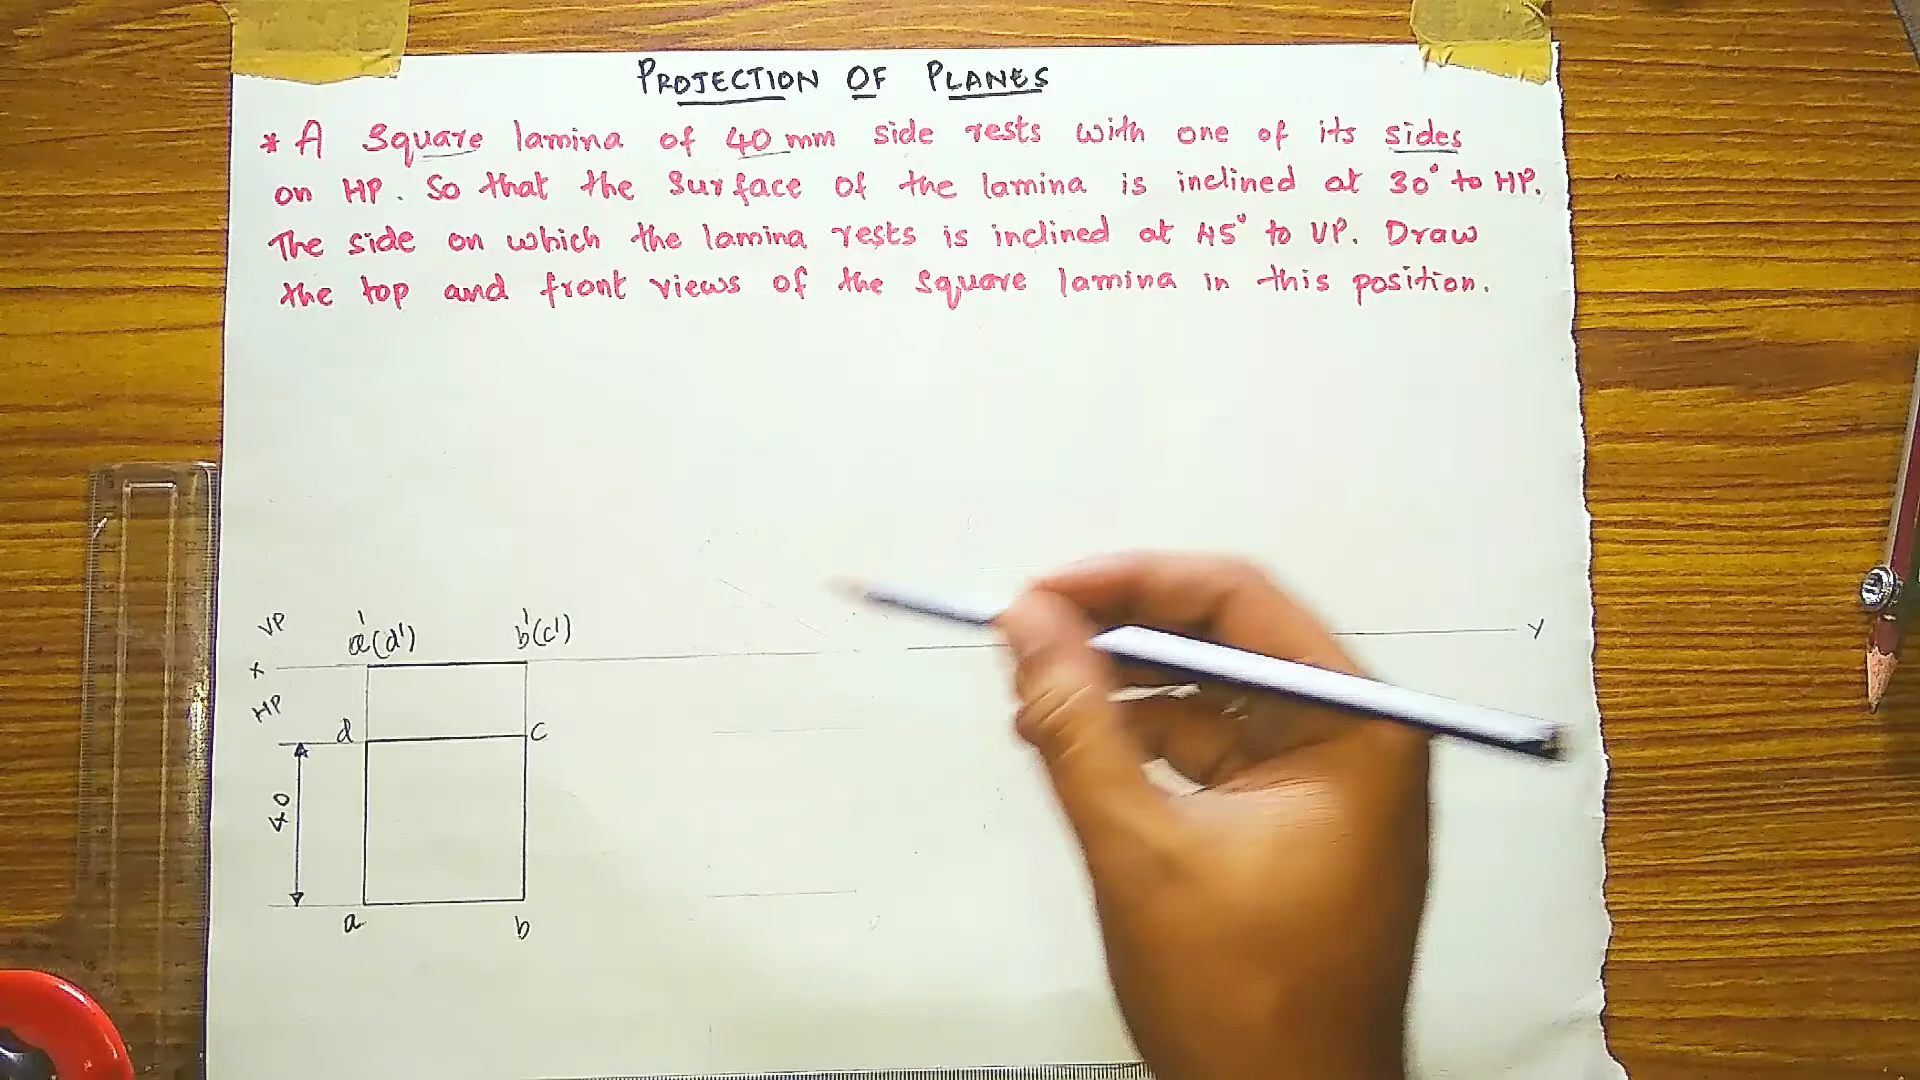 PROJECTION OF PLANES
* A Square lamina of 40 mm side rests with one of its sides
on HP. So that the Surface of the lamina is inclined at 30° to HP.
The side on which the lamina rests is inclined at 45° to VP. Draw
the top and front views of the square lamina in this position.
VP a'(d') b'(c')
X Y
HP
d c
40
a b